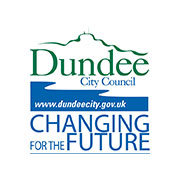 Dundee
City Council
www.dundeecity.gov.uk
CHANGING
FOR THE FUTURE